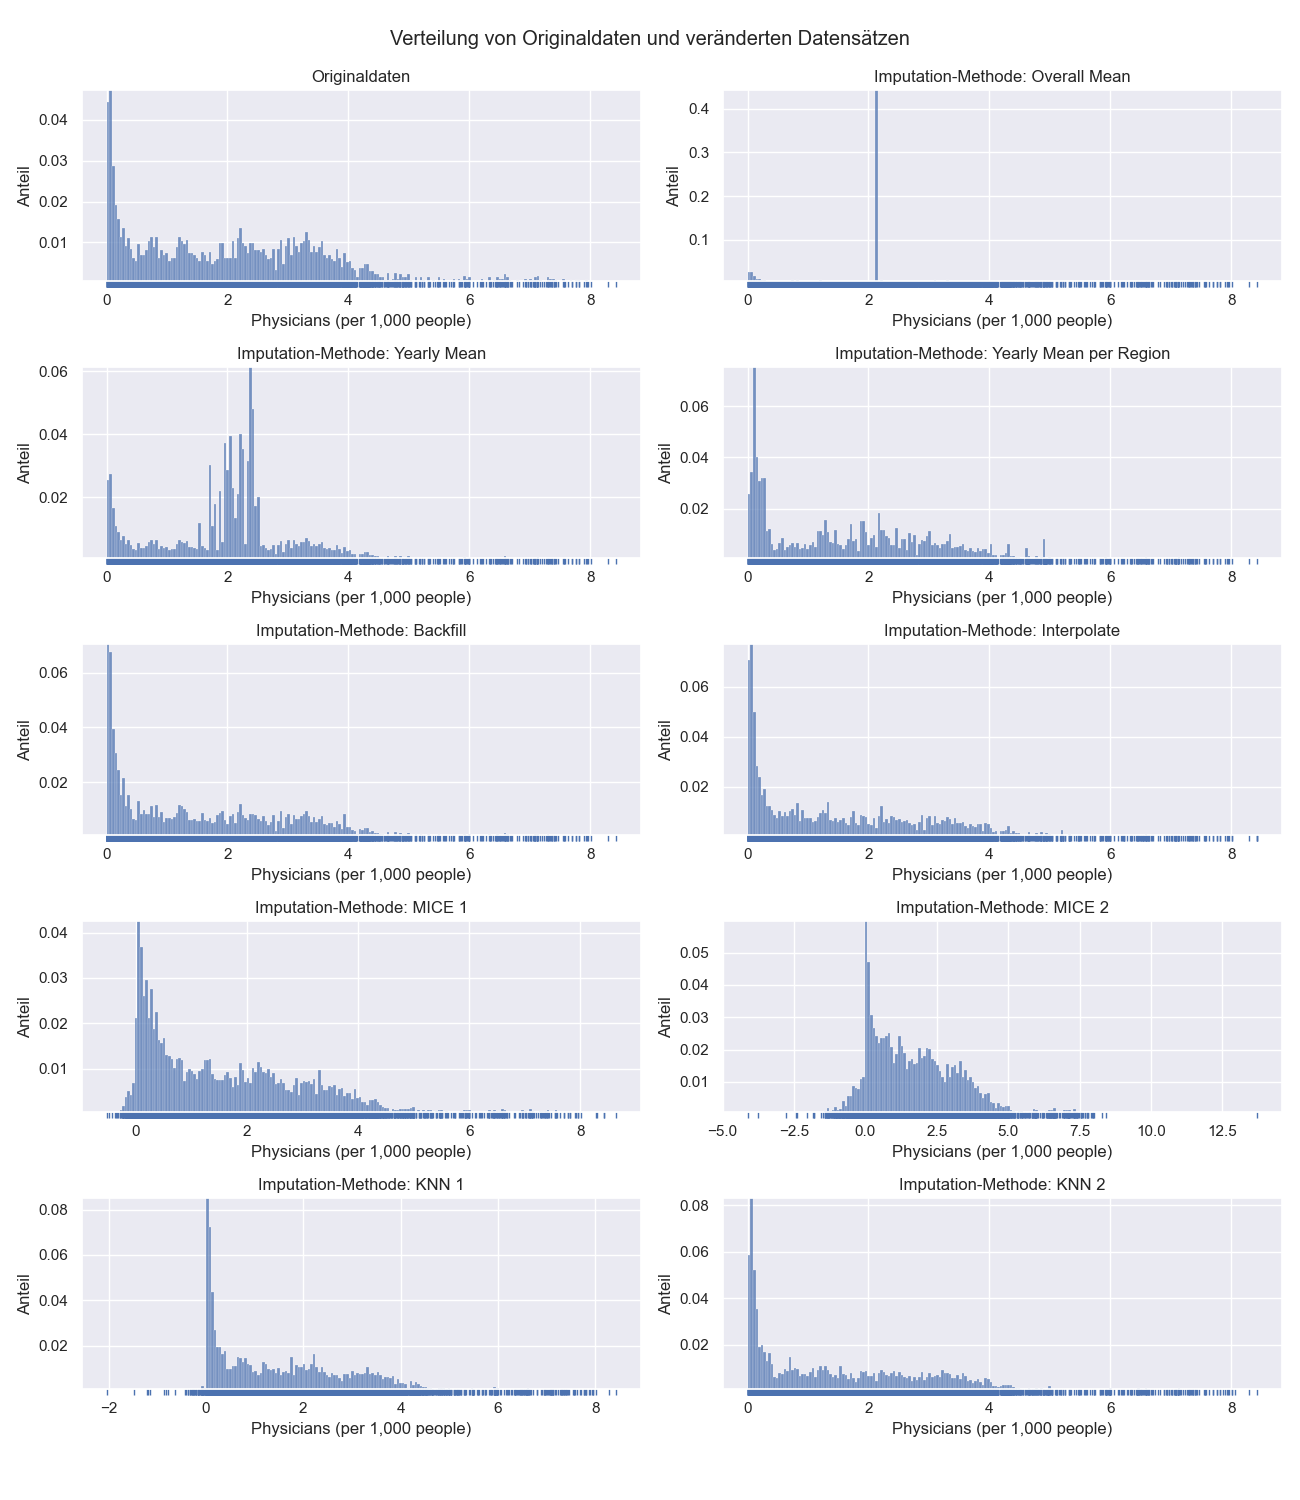 Verteilung von Originaldaten und veränderten Datensätzen
Originaldaten
Anteil
0.04
0.03
0.02
0.01
0 2 4 6 8
Physicians (per 1,000 people)
Imputation-Methode: Overall Mean
Anteil
0.4
0.3
0.2
0.1
0 2 4 6 8
Physicians (per 1,000 people)
Imputation-Methode: Yearly Mean
Anteil
0.06
0.04
0.02
0 2 4 6 8
Physicians (per 1,000 people)
Imputation-Methode: Yearly Mean per Region
Anteil
0.06
0.04
0.02
0 2 4 6 8
Physicians (per 1,000 people)
Imputation-Methode: Backfill
Anteil
0.06
0.04
0.02
0 2 4 6 8
Physicians (per 1,000 people)
Imputation-Methode: Interpolate
Anteil
0.06
0.04
0.02
0 2 4 6 8
Physicians (per 1,000 people)
Imputation-Methode: MICE 1
Anteil
0.04
0.03
0.02
0.01
0 2 4 6 8
Physicians (per 1,000 people)
Imputation-Methode: MICE 2
Anteil
0.05
0.04
0.03
0.02
0.01
−5.0 −2.5 0.0 2.5 5.0 7.5 10.0 12.5
Physicians (per 1,000 people)
Imputation-Methode: KNN 1
Anteil
0.08
0.06
0.04
0.02
−2 0 2 4 6 8
Physicians (per 1,000 people)
Imputation-Methode: KNN 2
Anteil
0.08
0.06
0.04
0.02
0 2 4 6 8
Physicians (per 1,000 people)